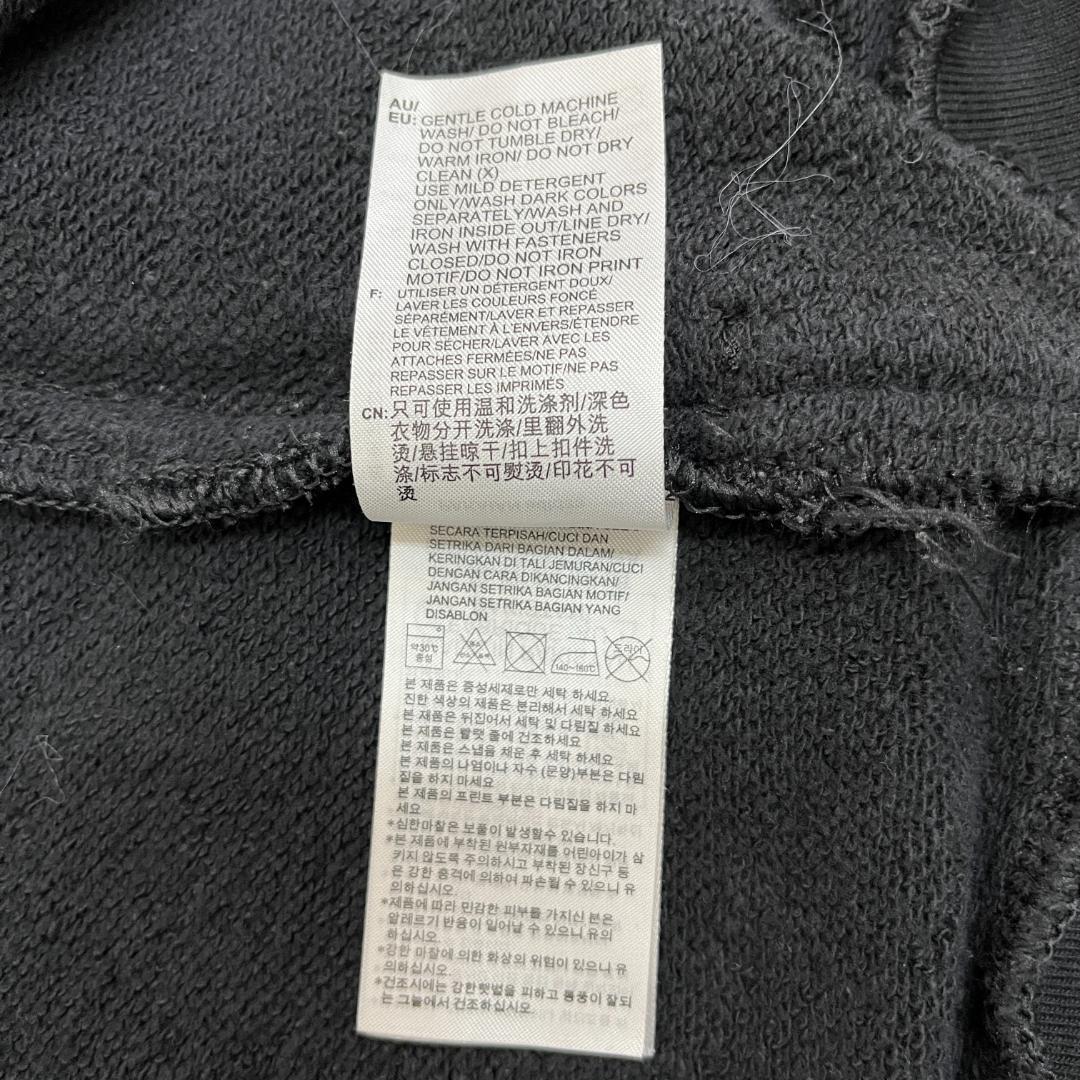 AU/
EU: GENTLE COLD MACHINE
WASH/ DO NOT BLEACH/
DO NOT TUMBLE DRY/
WARM IRON/ DO NOT DRY
CLEAN (X)
USE MILD DETERGENT
ONLY/WASH DARK COLORS
SEPARATELY/WASH AND
IRON INSIDE OUT/LINE DRY/
WASH WITH FASTENERS
CLOSED/DO NOT IRON
MOTIF/DO NOT IRON PRINT
F: UTILISER UN DÉTERGENT DOUX/
LAVER LES COULEURS FONCÉ
SÉPARÉMENT/LAVER ET REPASSER
LE VÊTEMENT À L'ENVERS/ÉTENDRE
POUR SÉCHER/LAVER AVEC LES
ATTACHES FERMÉES/NE PAS
REPASSER SUR LE MOTIF/NE PAS
REPASSER LES IMPRIMÉS
CN: 只可使用温和洗涤剂/深色
衣物分开洗涤/里翻外洗
烫/悬挂晾干/扣上扣件洗
涤/标志不可熨烫/印花不可
烫
SECARA TERPISAH/CUCI DAN
SETRIKA DARI BAGIAN DALAM/
KERINGKAN DI TALI JEMURAN/CUCI
DENGAN CARA DIKANCINGKAN/
JANGAN SETRIKA BAGIAN MOTIF/
JANGAN SETRIKA BAGIAN YANG
DISABLON
약30℃
중성
140~160℃
드라이
본 제품은 중성세제로만 세탁 하세요
진한 색상의 제품은 분리해서 세탁 하세요
본 제품은 뒤집어서 세탁 및 다림질 하세요
본 제품은 빨랫 줄에 건조하세요
본 제품은 스냅을 채운 후 세탁 하세요
본 제품의 나염이나 자수 (문양)부분은 다림
질을 하지 마세요
본 제품의 프린트 부분은 다림질을 하지 마
세요
*심한마찰은 보풀이 발생할수 있습니다.
*본 제품에 부착된 원부자재를 어린아이가 삼
키지 않도록 주의하시고 부착된 장신구 등
은 강한 충격에 의하여 파손될 수 있으니 유
의하십시오.
*제품에 따라 민감한 피부를 가지신 분은
알레르기 반응이 일어날 수 있으니 유의
하십시오.
*강한 마찰에 의한 화상의 위험이 있으니 유
의하십시오.
*건조시에는 강한햇볕을 피하고 통풍이 잘되
는 그늘에서 건조하십시오.